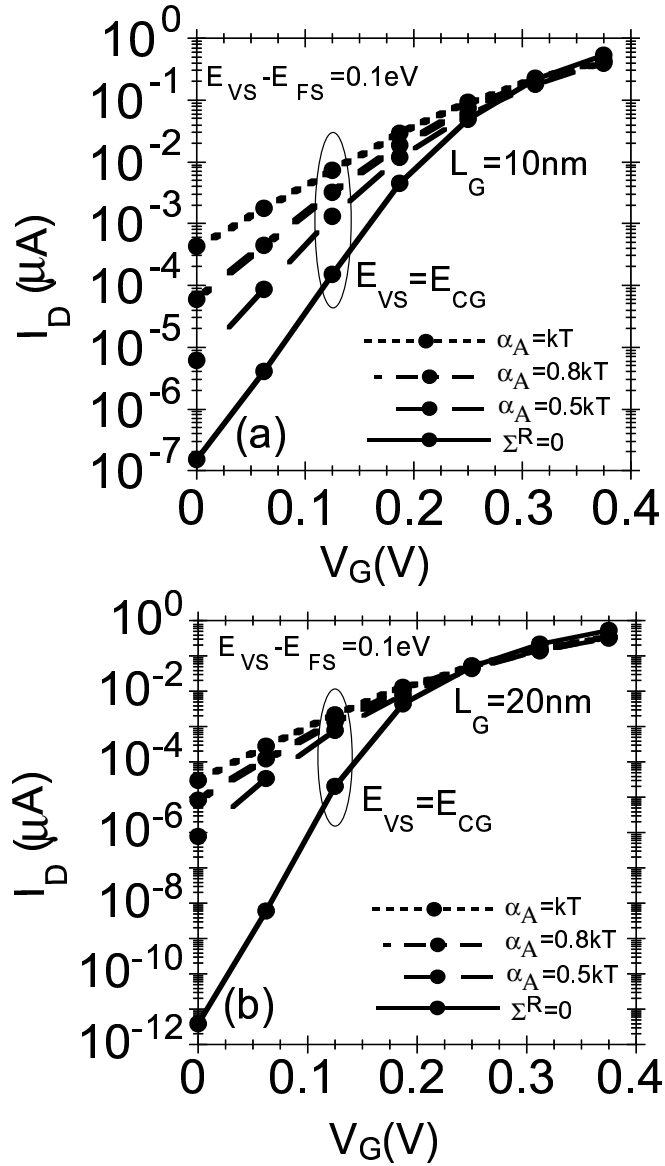 10⁰
E_VS-E_FS=0.1eV
10⁻¹
10⁻²
L_G=10nm
10⁻³
10⁻⁴
E_VS=E_CG
10⁻⁵
10⁻⁶
10⁻⁷
I_D (μA)
α_A=kT
α_A=0.8kT
α_A=0.5kT
Σ^R=0
(a)
0 0.1 0.2 0.3 0.4
V_G(V)
10⁰
E_VS-E_FS=0.1eV
10⁻²
L_G=20nm
10⁻⁴
E_VS=E_CG
10⁻⁶
10⁻⁸
10⁻¹⁰
10⁻¹²
I_D (μA)
α_A=kT
α_A=0.8kT
α_A=0.5kT
Σ^R=0
(b)
0 0.1 0.2 0.3 0.4
V_G(V)